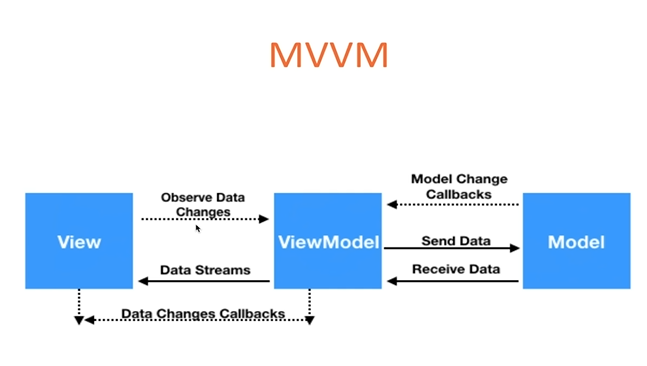 MVVM
Model Change
Callbacks
Observe Data
Changes
View
ViewModel
Send Data
Model
Data Streams
Receive Data
Data Changes Callbacks